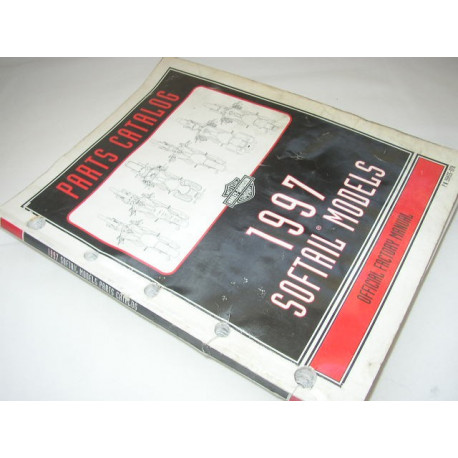 PARTS CATALOG
1997
SOFTAIL® MODELS
OFFICIAL FACTORY MANUAL
1997 SOFTAIL MODELS PARTS CATALOG